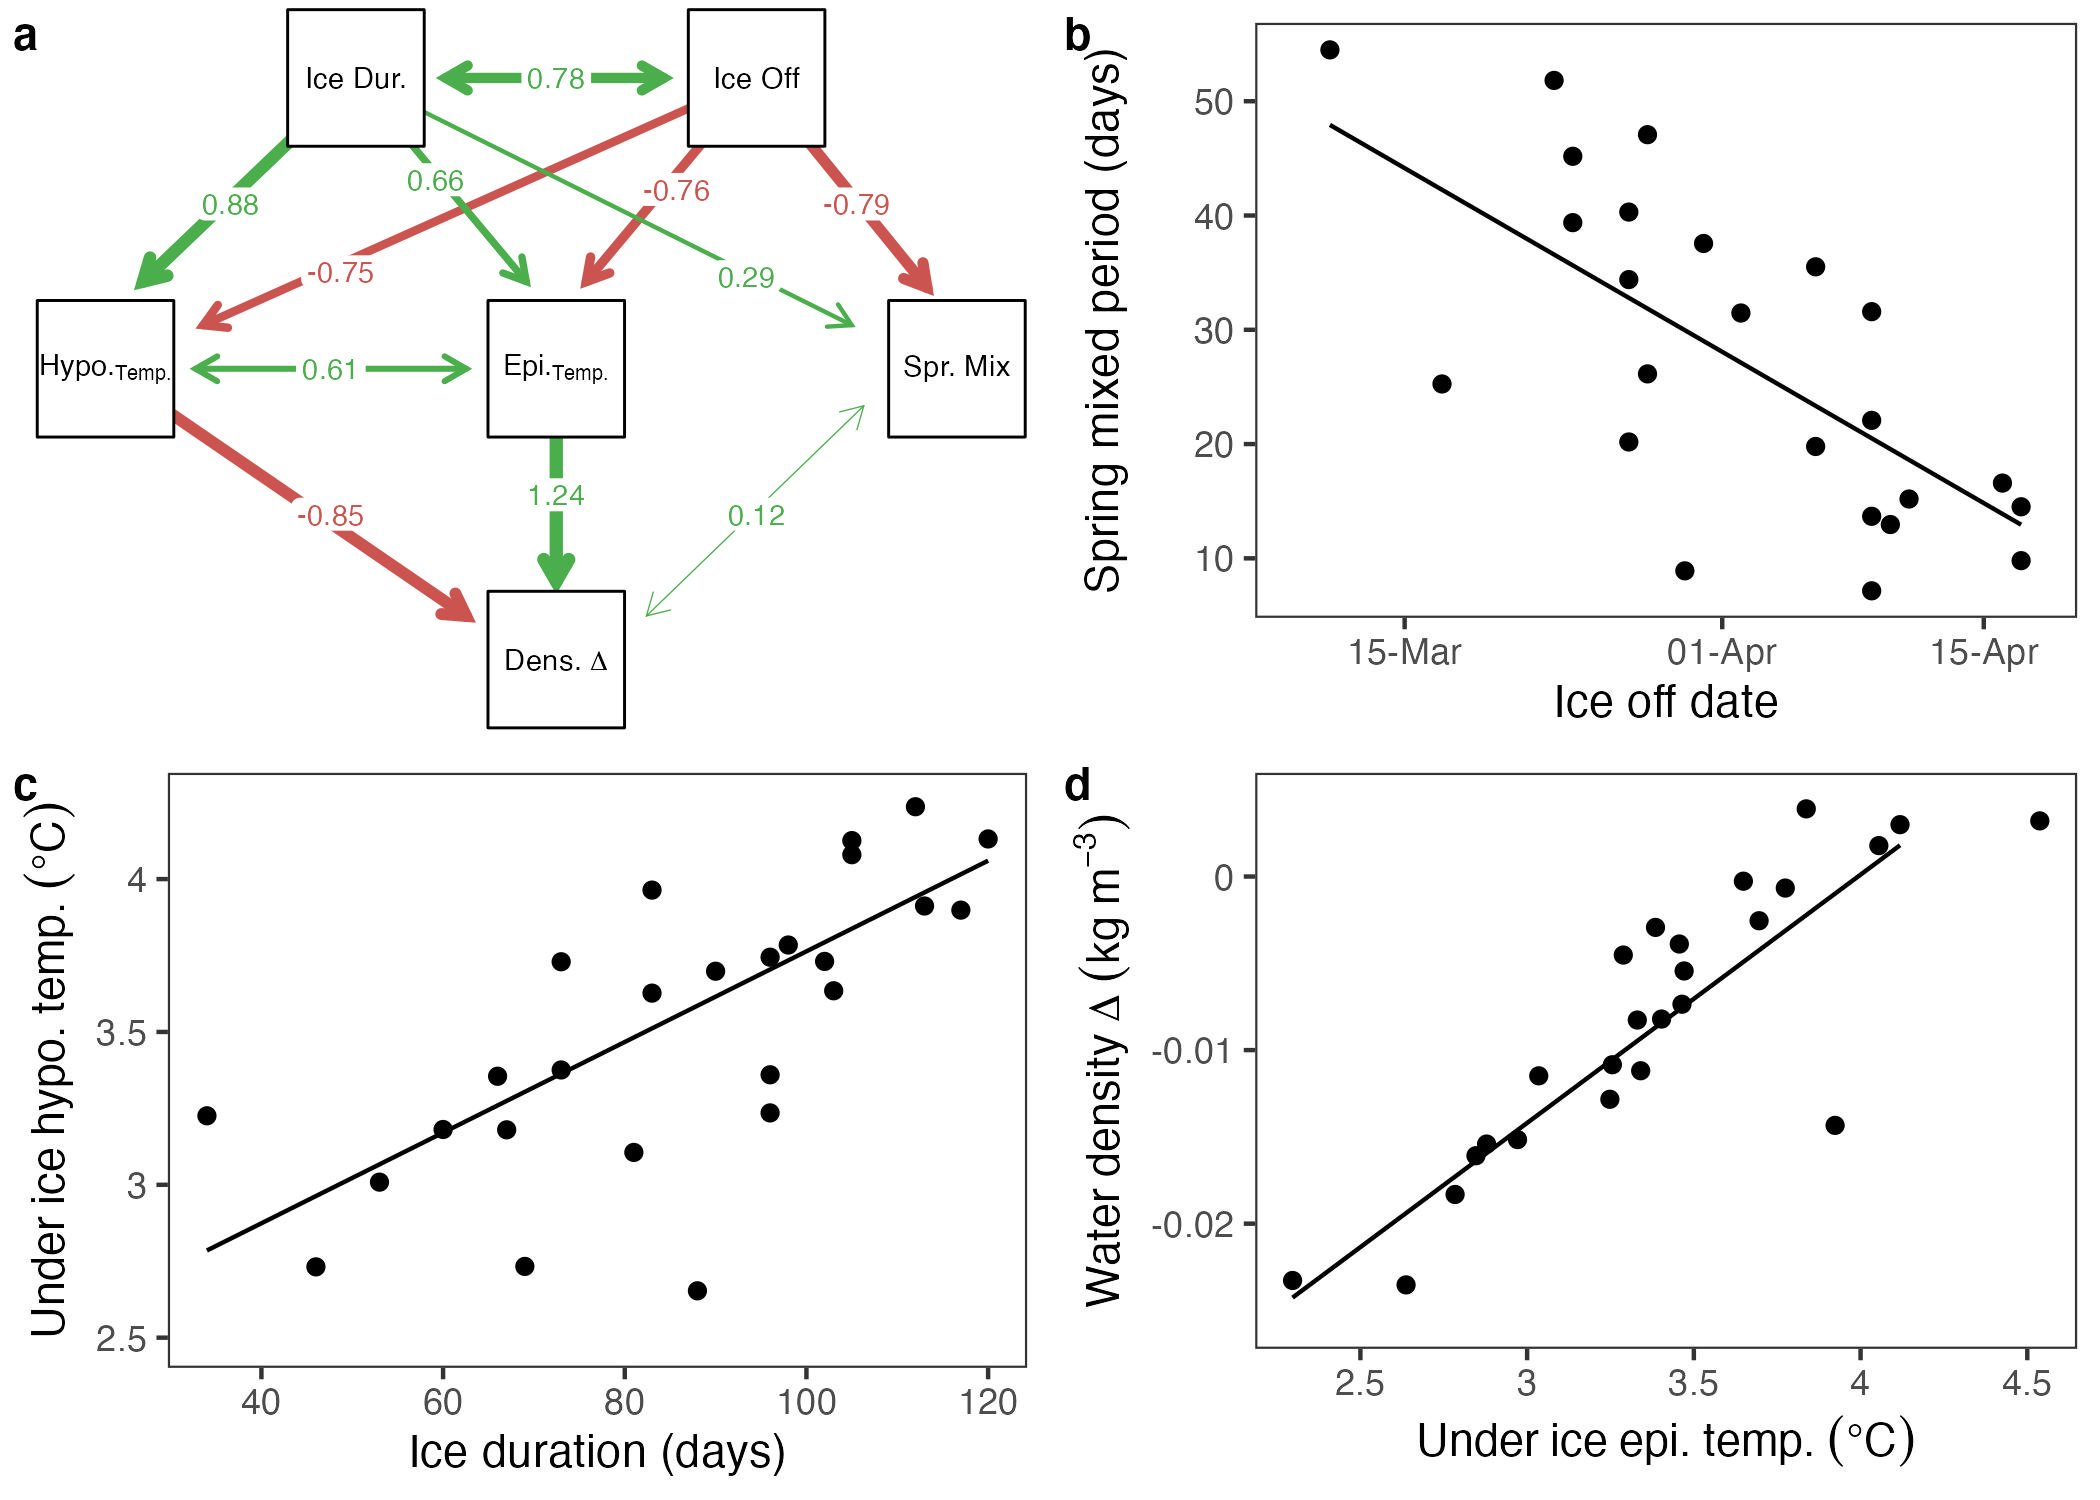 a
Ice Dur.
0.78
Ice Off
0.88
0.66
-0.76
-0.79
-0.75
0.29
Hypo.Temp.
0.61
Epi.Temp.
Spr. Mix
-0.85
1.24
0.12
Dens. Δ
b
Spring mixed period (days)
50
40
30
20
10
15-Mar
01-Apr
15-Apr
Ice off date
c
Under ice hypo. temp. (°C)
4
3.5
3
2.5
40
60
80
100
120
Ice duration (days)
d
Water density Δ (kg m⁻³)
0
-0.01
-0.02
2.5
3
3.5
4
4.5
Under ice epi. temp. (°C)